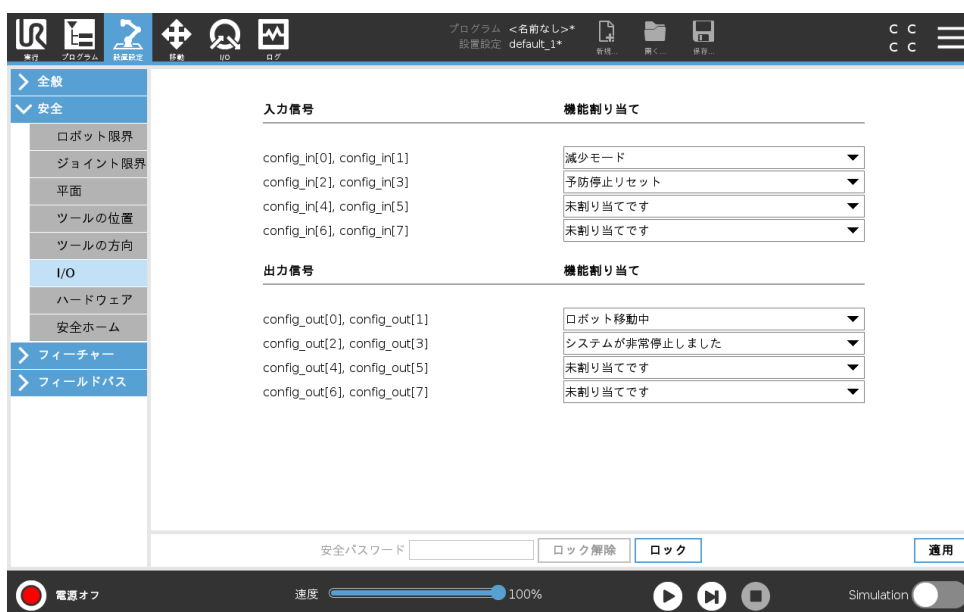 プログラム <名前なし>*
設置設定 default_1*
新規...
開く...
保存...
C C
C C
UR
実行
プログラム
設置設定
移動
I/O
ログ
全般
安全
ロボット限界
ジョイント限界
平面
ツールの位置
ツールの方向
I/O
ハードウェア
安全ホーム
フィーチャー
フィールドバス
入力信号 機能割り当て
config_in[0], config_in[1] 減少モード
config_in[2], config_in[3] 予防停止リセット
config_in[4], config_in[5] 未割り当てです
config_in[6], config_in[7] 未割り当てです
出力信号 機能割り当て
config_out[0], config_out[1] ロボット移動中
config_out[2], config_out[3] システムが非常停止しました
config_out[4], config_out[5] 未割り当てです
config_out[6], config_out[7] 未割り当てです
安全パスワード ロック解除 ロック 適用
電源オフ 速度 100% Simulation